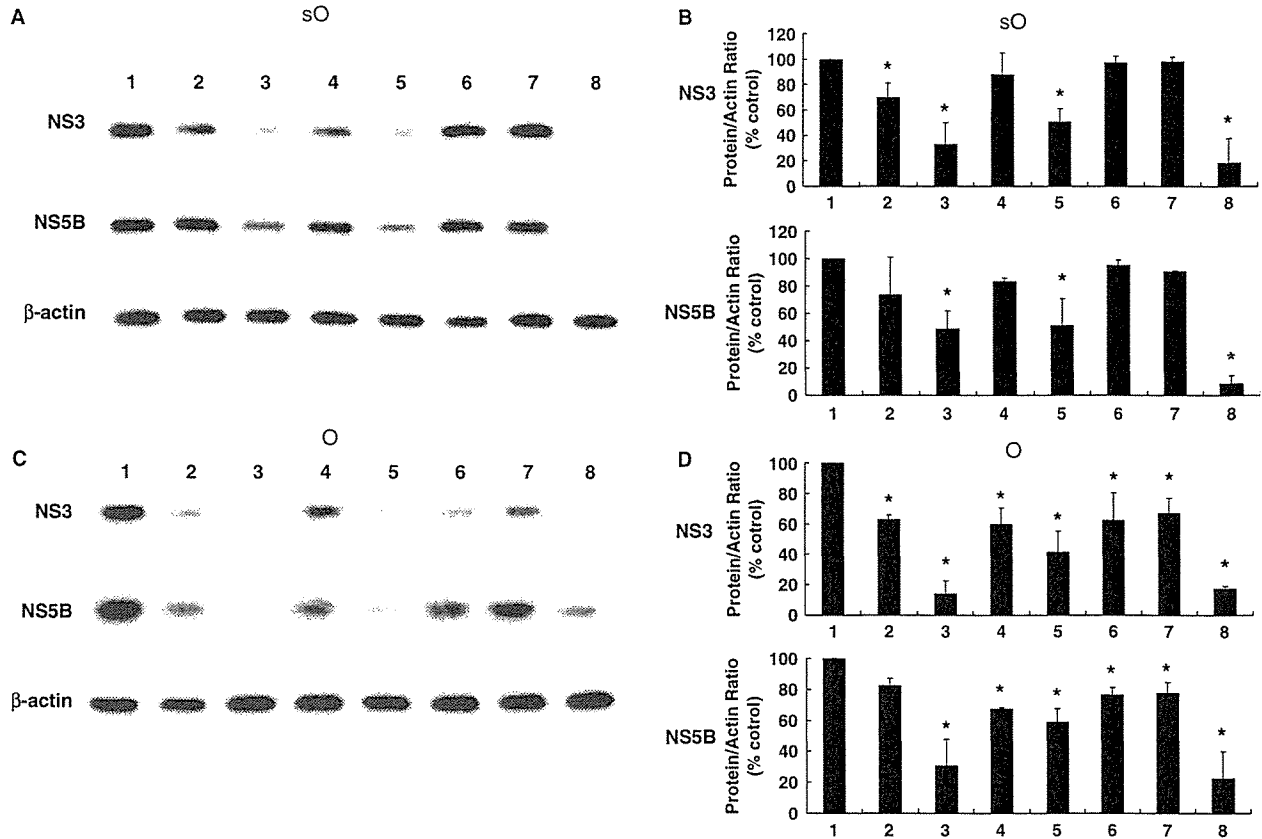 A
sO
1 2 3 4 5 6 7 8
NS3
NS5B
β-actin
B
sO
NS3
Protein/Actin Ratio
(% cotrol)
120
100
80
60
40
20
0
* * * *
1 2 3 4 5 6 7 8
NS5B
Protein/Actin Ratio
(% cotrol)
120
100
80
60
40
20
0
* * *
1 2 3 4 5 6 7 8
C
O
1 2 3 4 5 6 7 8
NS3
NS5B
β-actin
D
O
NS3
Protein/Actin Ratio
(% cotrol)
100
80
60
40
20
0
* * * * * * *
1 2 3 4 5 6 7 8
NS5B
Protein/Actin Ratio
(% cotrol)
100
80
60
40
20
0
* * * * * *
1 2 3 4 5 6 7 8